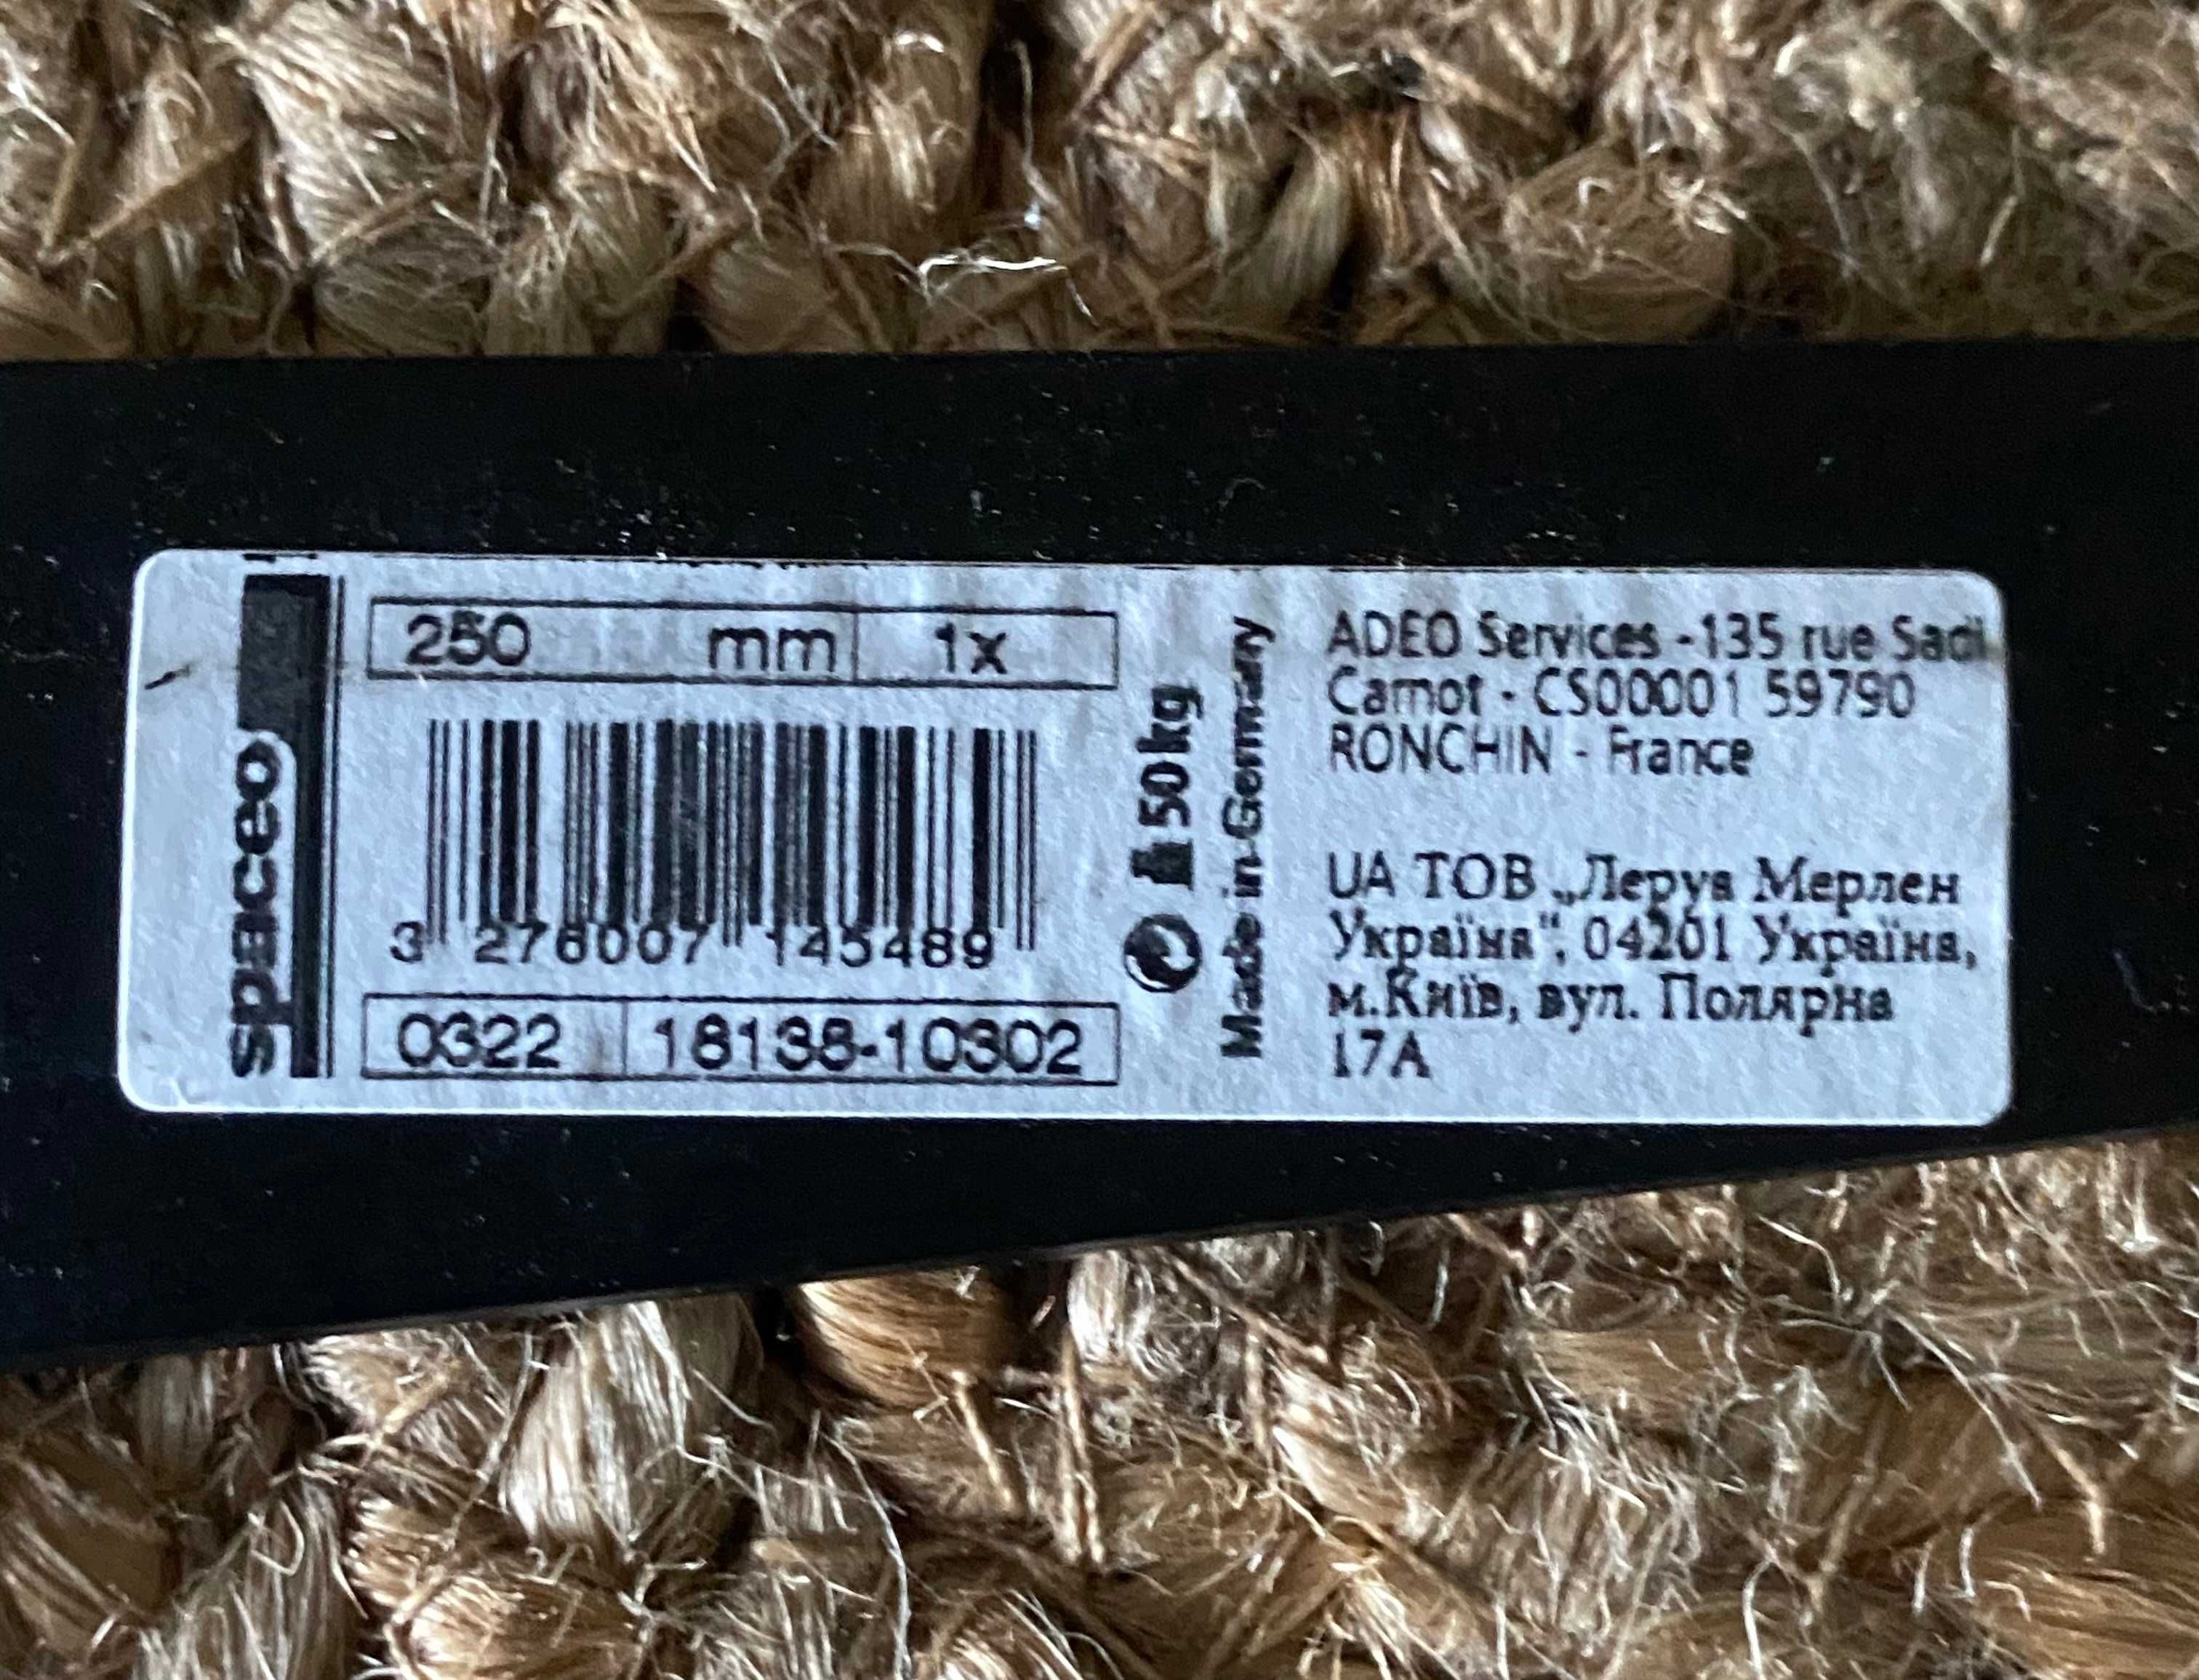 spaceo
250 mm 1x
3 276007 145489
0322 18138-10302
50kg
Made in Germany
ADEO Services -135 rue Sadi
Carnot - CS00001 59790
RONCHIN - France
UA ТОВ „Леруа Мерлен
Україна", 04201 Україна,
м.Київ, вул. Полярна
17А